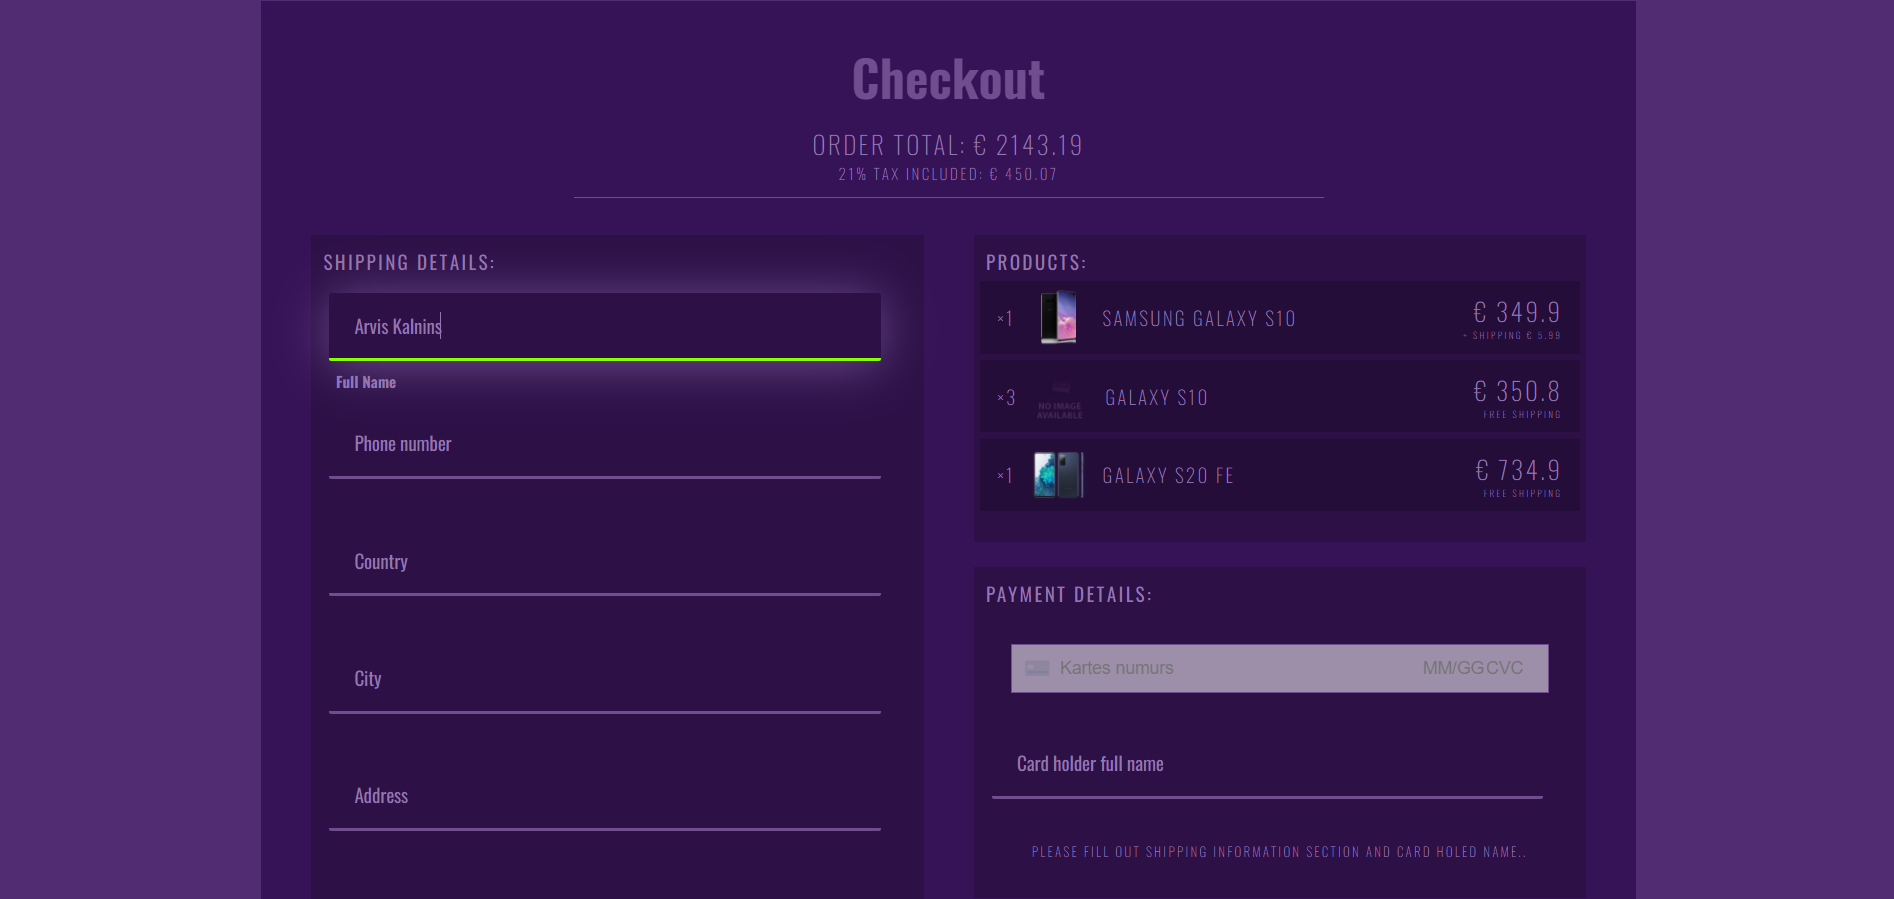 Checkout
ORDER TOTAL: € 2143.19
21% TAX INCLUDED: € 450.07
SHIPPING DETAILS:
Arvis Kalnins
Full Name
Phone number
Country
City
Address
PRODUCTS:
×1 SAMSUNG GALAXY S10 € 349.9
+ SHIPPING € 5.99
×3 NO IMAGE AVAILABLE GALAXY S10 € 350.8
FREE SHIPPING
×1 GALAXY S20 FE € 734.9
FREE SHIPPING
PAYMENT DETAILS:
Kartes numurs MM/GG CVC
Card holder full name
PLEASE FILL OUT SHIPPING INFORMATION SECTION AND CARD HOLED NAME..